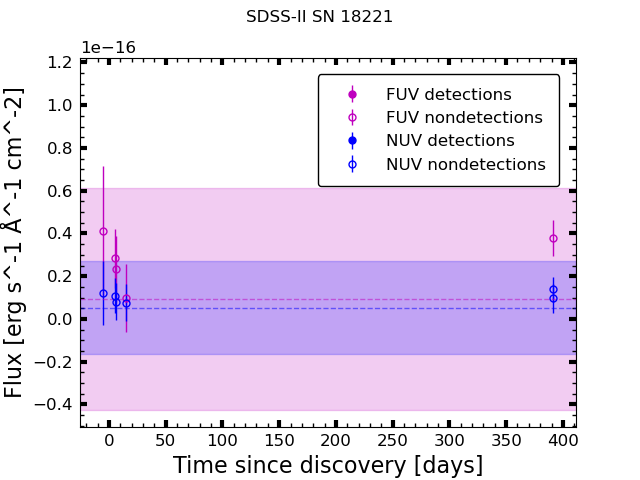 SDSS-II SN 18221
1e−16
1.2
1.0
0.8
0.6
0.4
0.2
0.0
−0.2
−0.4
Flux [erg s^-1 Å^-1 cm^-2]
FUV detections
FUV nondetections
NUV detections
NUV nondetections
0 50 100 150 200 250 300 350 400
Time since discovery [days]